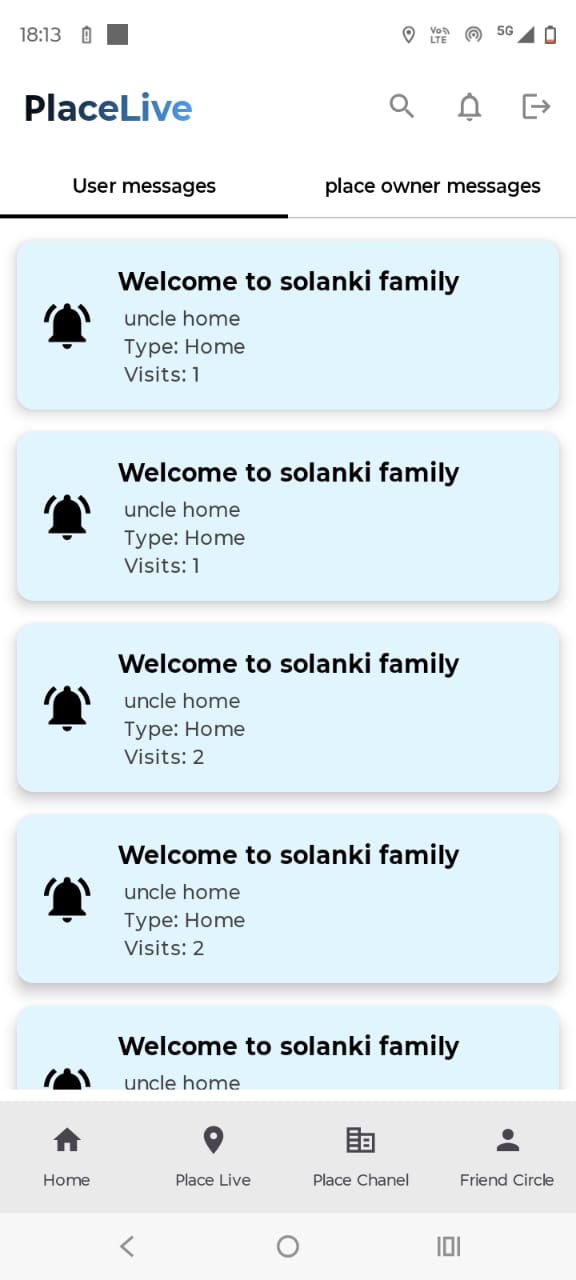 18:13
Vo LTE 5G
PlaceLive
User messages place owner messages
Welcome to solanki family
uncle home
Type: Home
Visits: 1
Welcome to solanki family
uncle home
Type: Home
Visits: 1
Welcome to solanki family
uncle home
Type: Home
Visits: 2
Welcome to solanki family
uncle home
Type: Home
Visits: 2
Welcome to solanki family
uncle home
Home Place Live Place Chanel Friend Circle